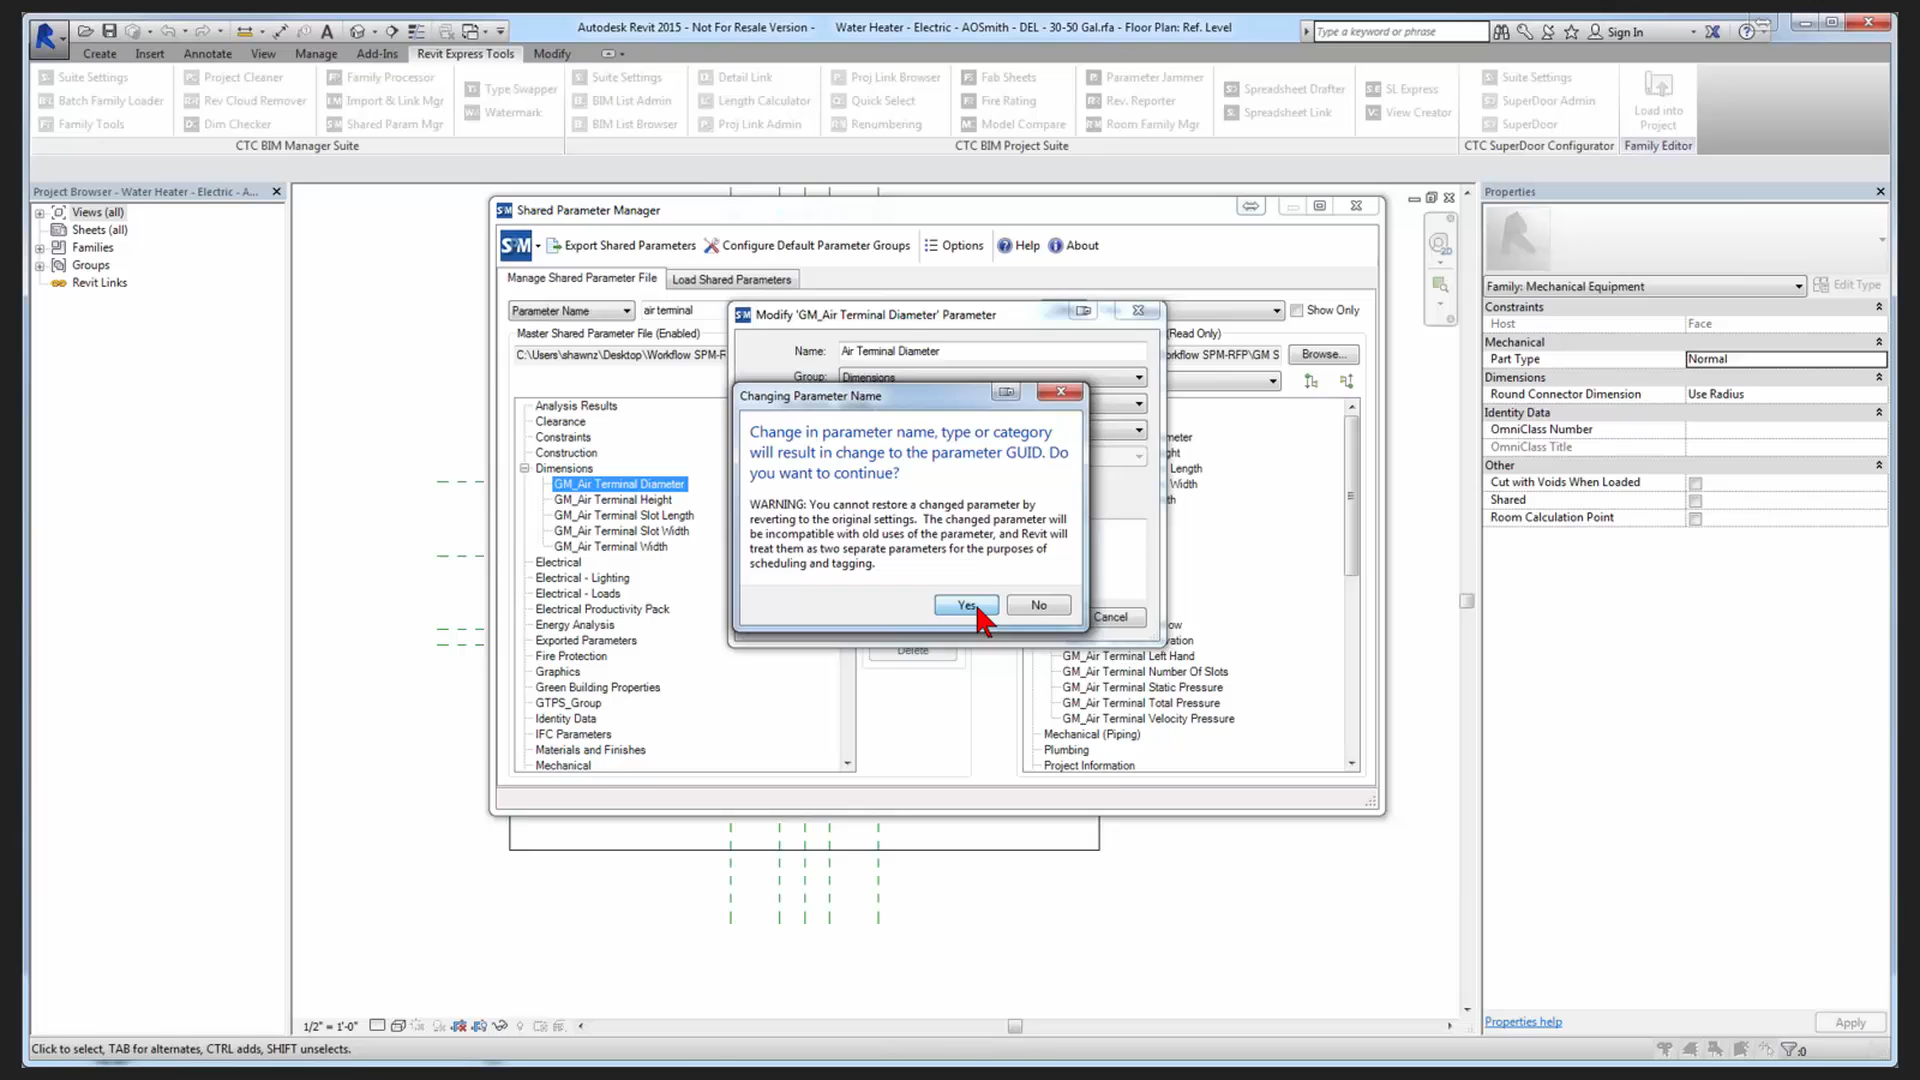 Autodesk Revit 2015 - Not For Resale Version -
Water Heater - Electric - AOSmith - DEL - 30-50 Gal.rfa - Floor Plan: Ref. Level
Type a keyword or phrase
Sign In
Create
Insert
Annotate
View
Manage
Add-Ins
Revit Express Tools
Modify
Suite Settings
Project Cleaner
Family Processor
Type Swapper
Suite Settings
Detail Link
Proj Link Browser
Fab Sheets
Parameter Jammer
Spreadsheet Drafter
SL Express
Suite Settings
Batch Family Loader
Rev Cloud Remover
Import & Link Mgr
Watermark
BIM List Admin
Length Calculator
Quick Select
Fire Rating
Rev. Reporter
Spreadsheet Link
View Creator
SuperDoor Admin
Load into
Project
Family Tools
Dim Checker
Shared Param Mgr
BIM List Browser
Proj Link Admin
Renumbering
Model Compare
Room Family Mgr
SuperDoor
CTC BIM Manager Suite
CTC BIM Project Suite
CTC SuperDoor Configurator
Family Editor
Project Browser - Water Heater - Electric - A...
Views (all)
Sheets (all)
Families
Groups
Revit Links
SPM
Shared Parameter Manager
SPM
Export Shared Parameters
Configure Default Parameter Groups
Options
Help
About
Manage Shared Parameter File
Load Shared Parameters
Parameter Name
air terminal
Show Only
Master Shared Parameter File (Enabled)
(Read Only)
C:\Users\shawnz\Desktop\Workflow SPM-R
orkflow SPM-RFP\GM S
Browse...
Analysis Results
Clearance
Constraints
Construction
Dimensions
GM_Air Terminal Diameter
GM_Air Terminal Height
GM_Air Terminal Slot Length
GM_Air Terminal Slot Width
GM_Air Terminal Width
Electrical
Electrical - Lighting
Electrical - Loads
Electrical Productivity Pack
Energy Analysis
Exported Parameters
Fire Protection
Graphics
Green Building Properties
GTPS_Group
Identity Data
IFC Parameters
Materials and Finishes
Mechanical
Modify 'GM_Air Terminal Diameter' Parameter
Name:
Air Terminal Diameter
Group:
Dimensions
Changing Parameter Name
Change in parameter name, type or category
will result in change to the parameter GUID. Do
you want to continue?
WARNING: You cannot restore a changed parameter by
reverting to the original settings. The changed parameter will
be incompatible with old uses of the parameter, and Revit will
treat them as two separate parameters for the purposes of
scheduling and tagging.
Yes
No
Cancel
Delete
meter
ght
Length
Width
ht
ow
vation
GM_Air Terminal Left Hand
GM_Air Terminal Number Of Slots
GM_Air Terminal Static Pressure
GM_Air Terminal Total Pressure
GM_Air Terminal Velocity Pressure
Mechanical (Piping)
Plumbing
Project Information
Properties
Family: Mechanical Equipment
Edit Type
Constraints
Host
Face
Mechanical
Part Type
Normal
Dimensions
Round Connector Dimension
Use Radius
Identity Data
OmniClass Number
OmniClass Title
Other
Cut with Voids When Loaded
Shared
Room Calculation Point
Properties help
Apply
1/2" = 1'-0"
Click to select, TAB for alternates, CTRL adds, SHIFT unselects.
:0